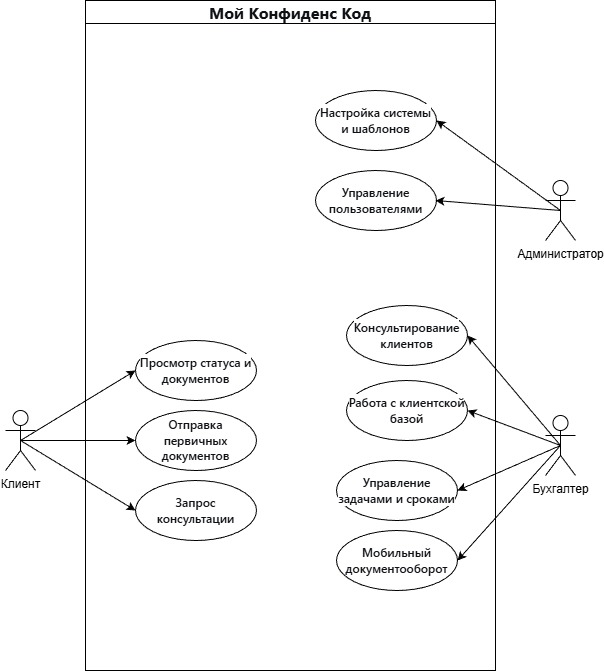 Мой Конфиденс Код
Настройка системы
и шаблонов
Управление
пользователями
Администратор
Консультирование
клиентов
Просмотр статуса и
документов
Работа с клиентской
базой
Отправка
первичных
документов
Клиент
Управление
задачами и сроками
Бухгалтер
Запрос
консультации
Мобильный
документооборот